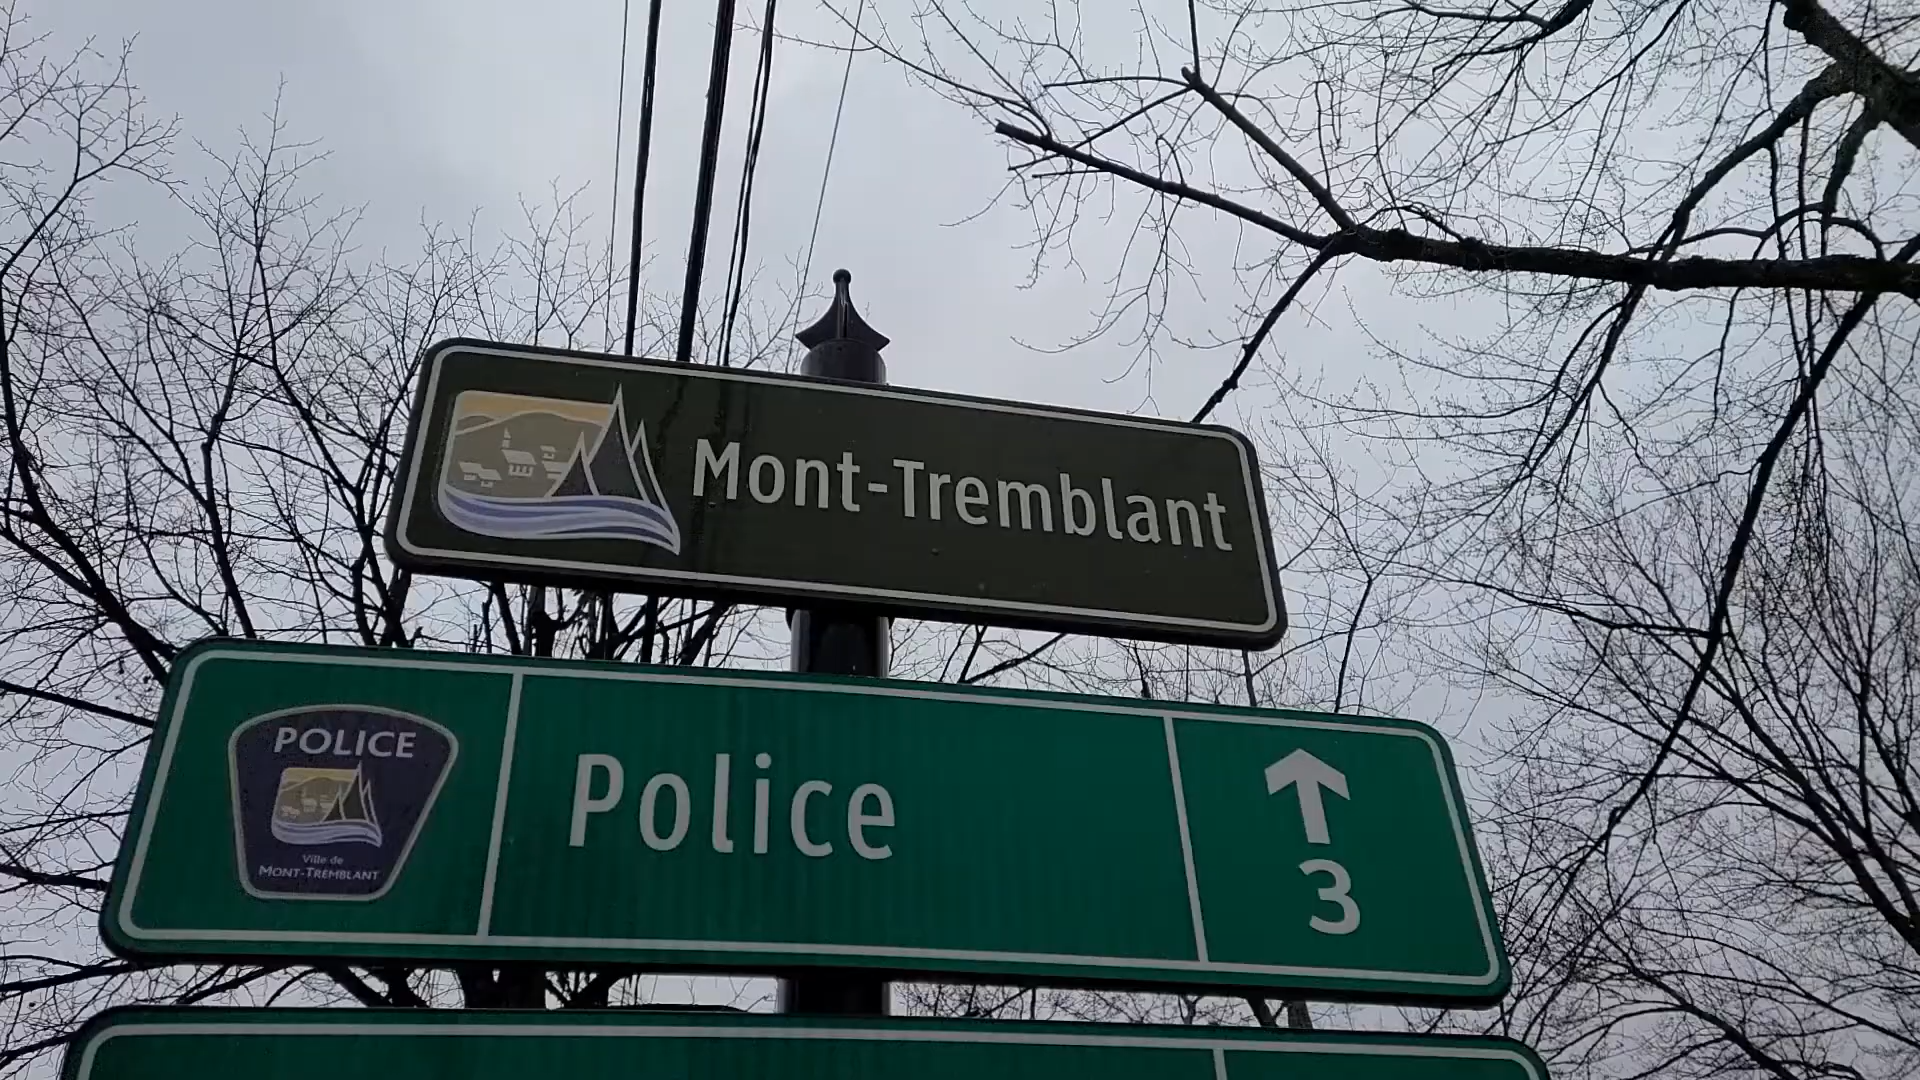 Mont-Tremblant
POLICE
Ville de
MONT-TREMBLANT
Police
3